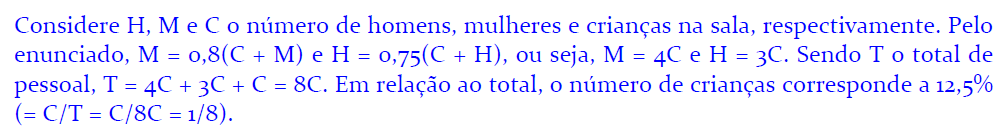 Considere H, M e C o número de homens, mulheres e crianças na sala, respectivamente. Pelo
enunciado, M = 0,8(C + M) e H = 0,75(C + H), ou seja, M = 4C e H = 3C. Sendo T o total de
pessoal, T = 4C + 3C + C = 8C. Em relação ao total, o número de crianças corresponde a 12,5%
(= C/T = C/8C = 1/8).